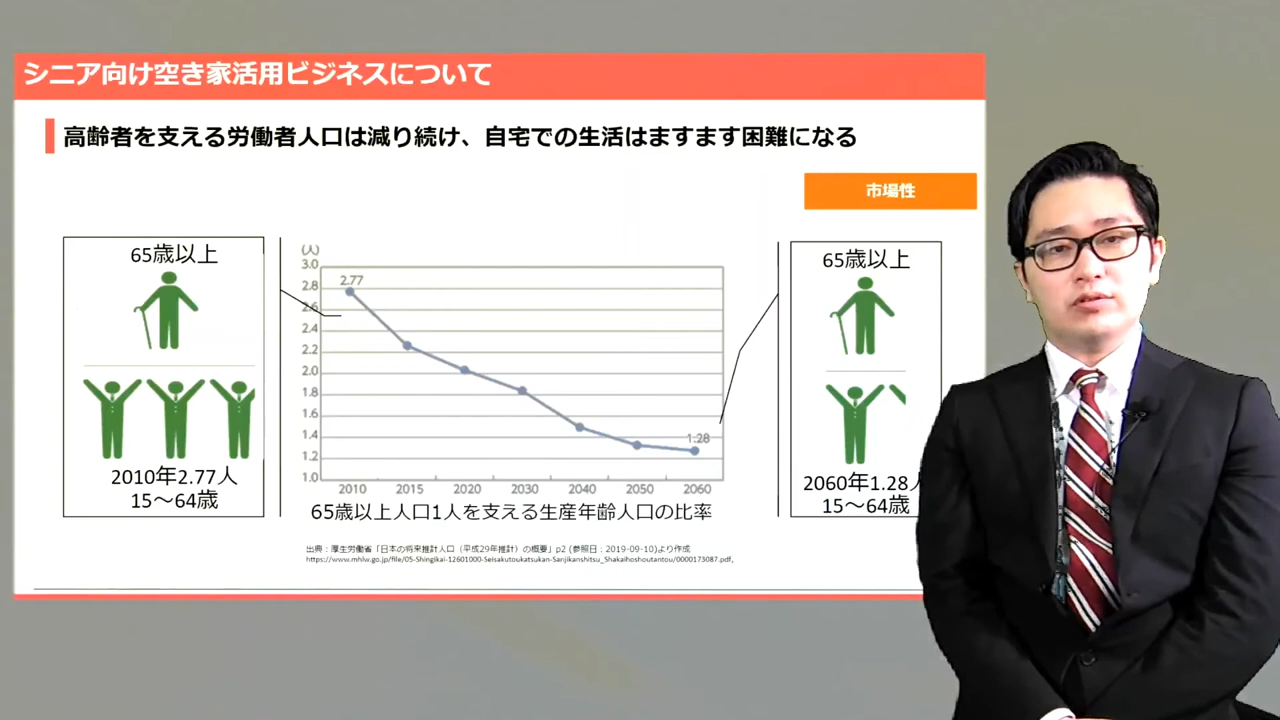 シニア向け空き家活用ビジネスについて
高齢者を支える労働者人口は減り続け、自宅での生活はますます困難になる
市場性
65歳以上
2010年2.77人
15〜64歳
(人)
3.0
2.8
2.6
2.4
2.2
2.0
1.8
1.6
1.4
1.2
1.0
2.77
1.28
2010 2015 2020 2030 2040 2050 2060
65歳以上人口1人を支える生産年齢人口の比率
65歳以上
2060年1.28人
15〜64歳
出典:厚生労働省「日本の将来推計人口(平成29年推計)の概要」p2 (参照日:2019-09-10)より作成
https://www.mhlw.go.jp/file/05-Shingikai-12601000-Seisakutoukatsukan-Sanjikanshitsu_Shakaihoshoutantou/0000173087.pdf,